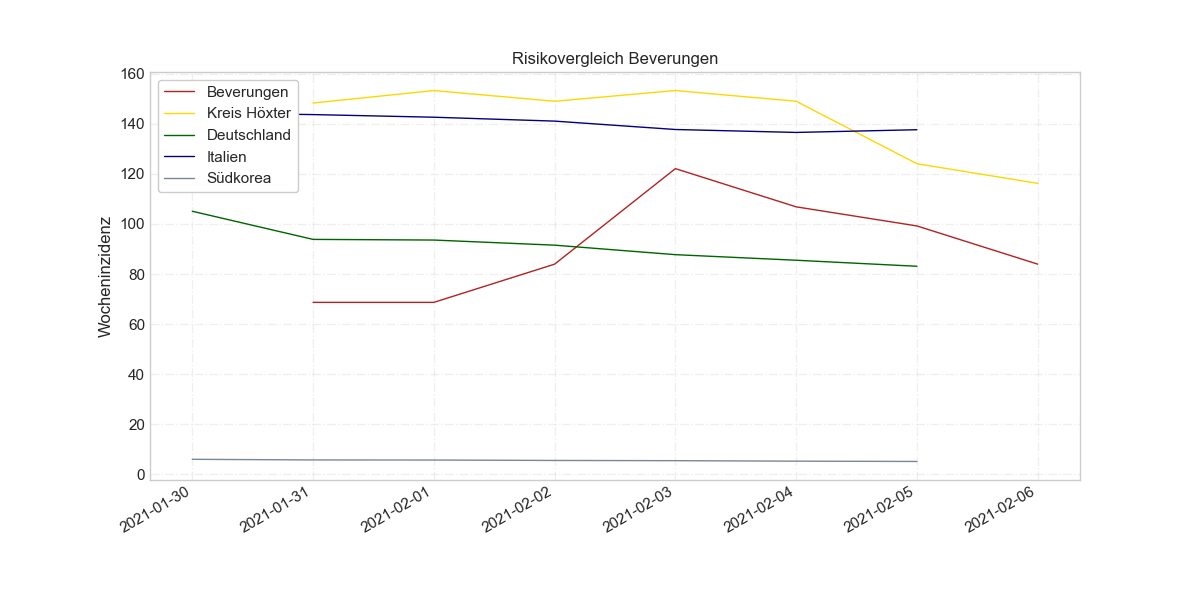 Risikovergleich Beverungen
Wocheninzidenz
160
140
120
100
80
60
40
20
0
Beverungen
Kreis Höxter
Deutschland
Italien
Südkorea
2021-01-30
2021-01-31
2021-02-01
2021-02-02
2021-02-03
2021-02-04
2021-02-05
2021-02-06